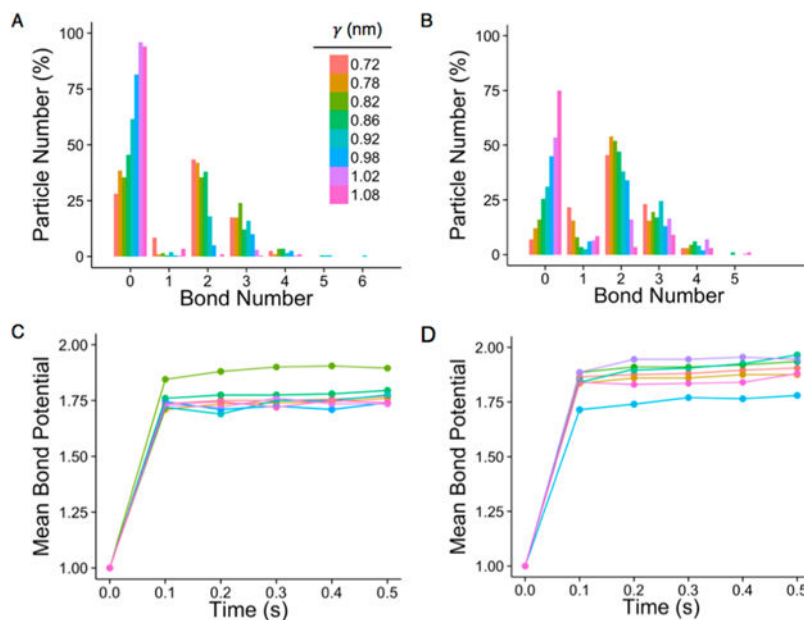 A
Particle Number (%)
100
75
50
25
0
0 1 2 3 4 5 6
Bond Number
γ (nm)
0.72
0.78
0.82
0.86
0.92
0.98
1.02
1.08
B
Particle Number (%)
100
75
50
25
0
0 1 2 3 4 5
Bond Number
C
Mean Bond Potential
2.00
1.75
1.50
1.25
1.00
0.0 0.1 0.2 0.3 0.4 0.5
Time (s)
D
Mean Bond Potential
2.00
1.75
1.50
1.25
1.00
0.0 0.1 0.2 0.3 0.4 0.5
Time (s)